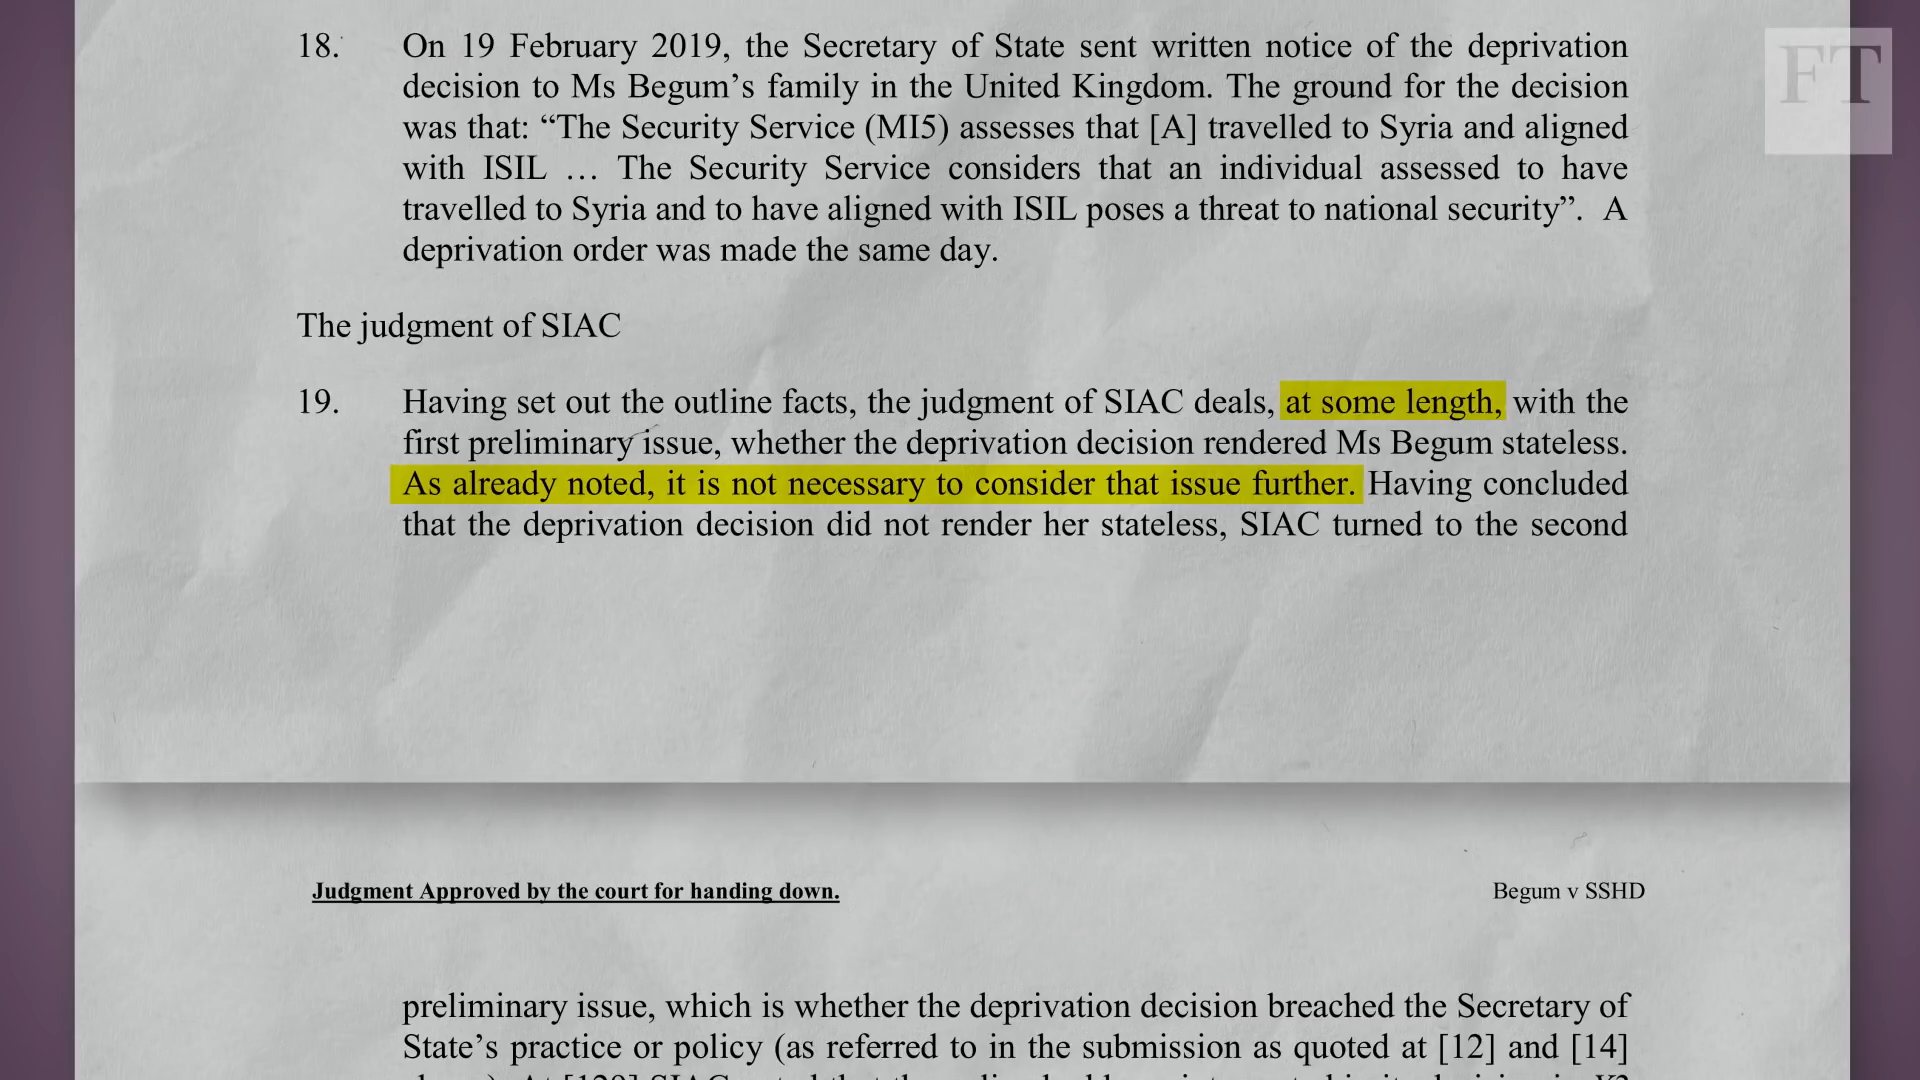 FT
18. On 19 February 2019, the Secretary of State sent written notice of the deprivation
decision to Ms Begum’s family in the United Kingdom. The ground for the decision
was that: “The Security Service (MI5) assesses that [A] travelled to Syria and aligned
with ISIL … The Security Service considers that an individual assessed to have
travelled to Syria and to have aligned with ISIL poses a threat to national security”. A
deprivation order was made the same day.
The judgment of SIAC
19. Having set out the outline facts, the judgment of SIAC deals, at some length, with the
first preliminary issue, whether the deprivation decision rendered Ms Begum stateless.
As already noted, it is not necessary to consider that issue further. Having concluded
that the deprivation decision did not render her stateless, SIAC turned to the second
Judgment Approved by the court for handing down.
Begum v SSHD
preliminary issue, which is whether the deprivation decision breached the Secretary of
State’s practice or policy (as referred to in the submission as quoted at [12] and [14]